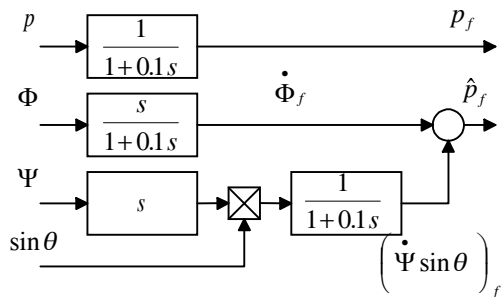 p 1/(1+0.1s) p_f
Φ s/(1+0.1s) Φ̇_f p̂_f
Ψ s 1/(1+0.1s)
sin θ (Ψ̇ sin θ)_f